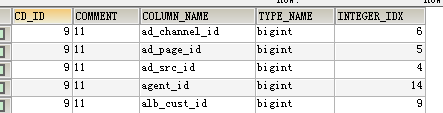 CD_ID COMMENT COLUMN_NAME TYPE_NAME INTEGER_IDX
9 11 ad_channel_id bigint 6
9 11 ad_page_id bigint 5
9 11 ad_src_id bigint 4
9 11 agent_id bigint 14
9 11 alb_cust_id bigint 9